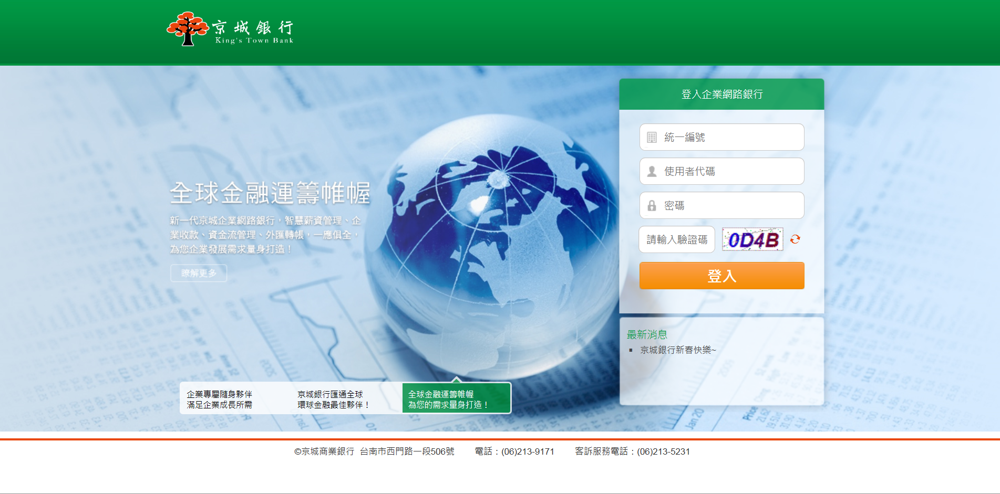 京城銀行
King's Town Bank
登入企業網路銀行
統一編號
使用者代碼
密碼
請輸入驗證碼
0D4B
登入
全球金融運籌帷幄
新一代京城企業網路銀行，智慧薪資管理、企
業收款、資金流管理、外匯轉帳，一應俱全，
為您企業發展需求量身打造！
瞭解更多
最新消息
京城銀行新春快樂~
企業專屬隨身夥伴
滿足企業成長所需
京城銀行匯通全球
環球金融最佳夥伴！
全球金融運籌帷幄
為您的需求量身打造！
©京城商業銀行 台南市西門路一段506號 電話：(06)213-9171 客訴服務電話：(06)213-5231